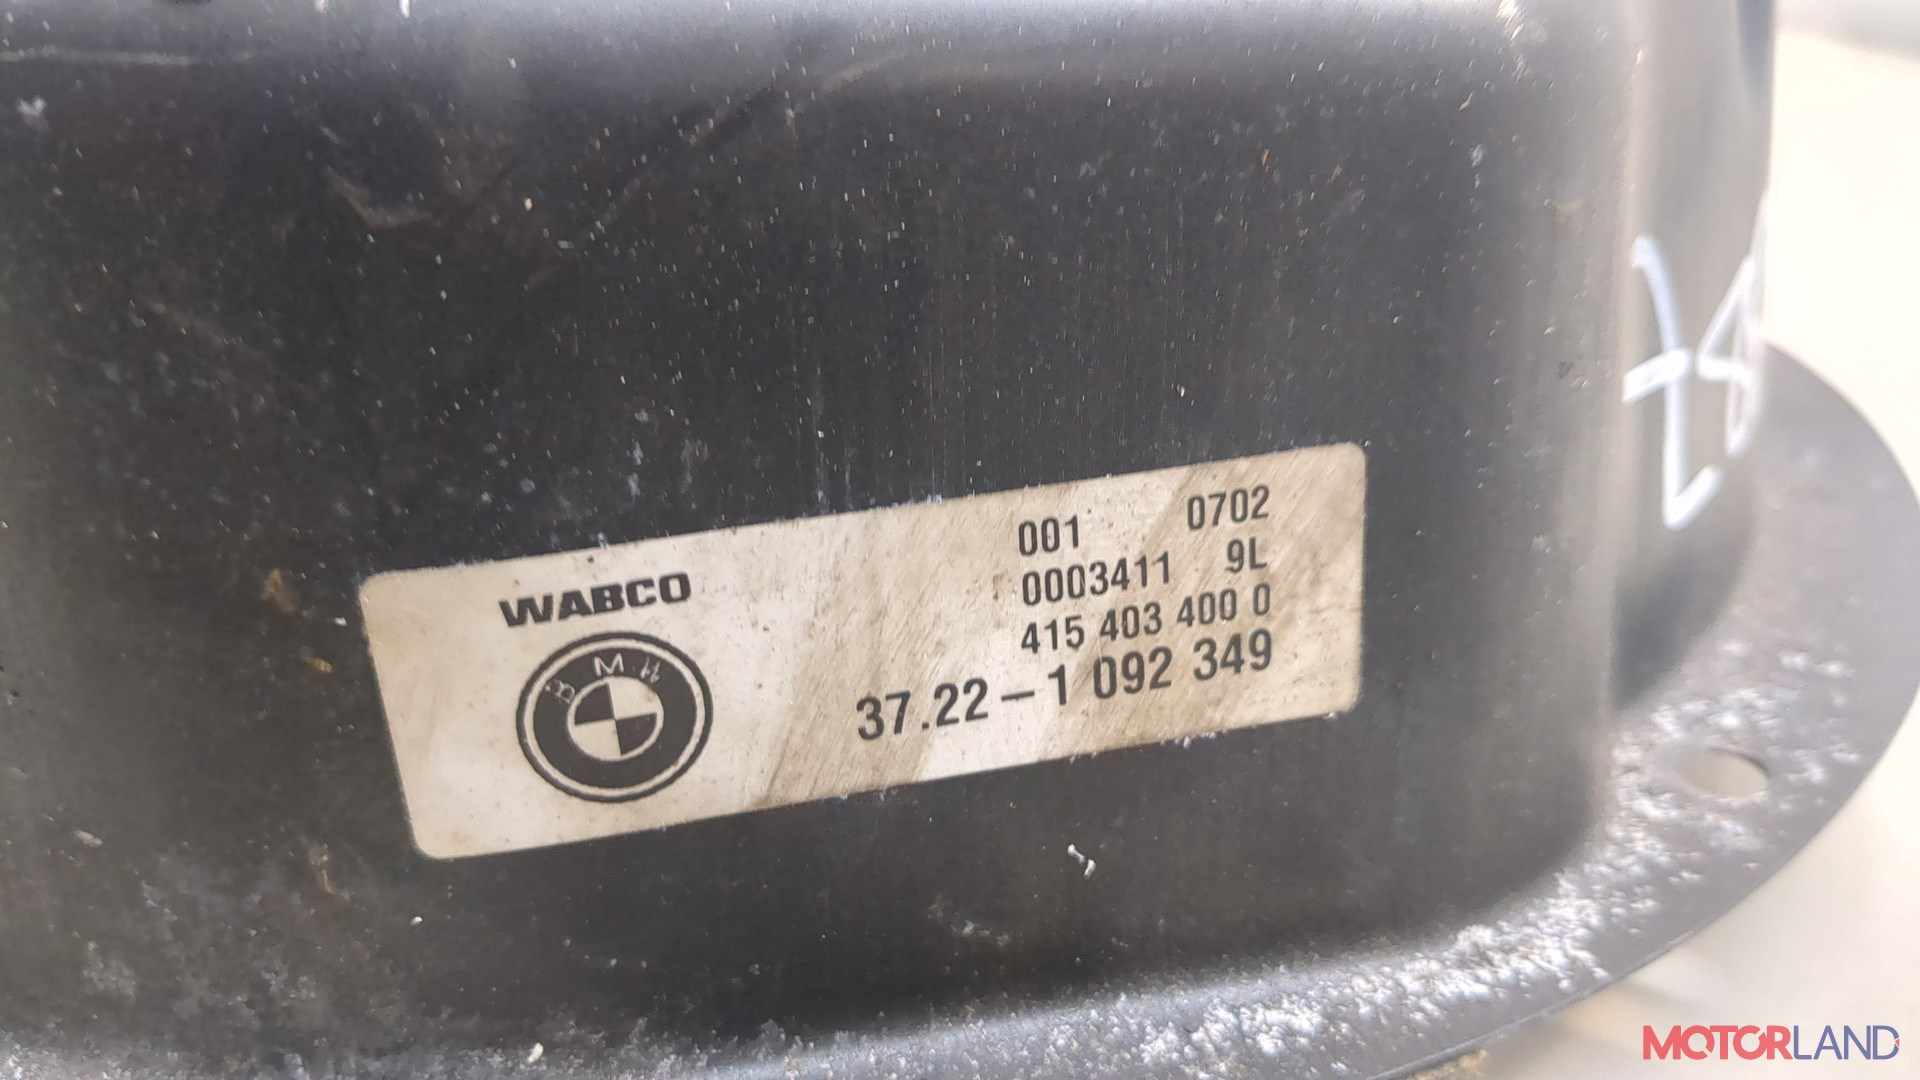 001 0702
WABCO 0003411 9L
415 403 400 0
BMW
37.22 – 1 092 349
MOTORLAND